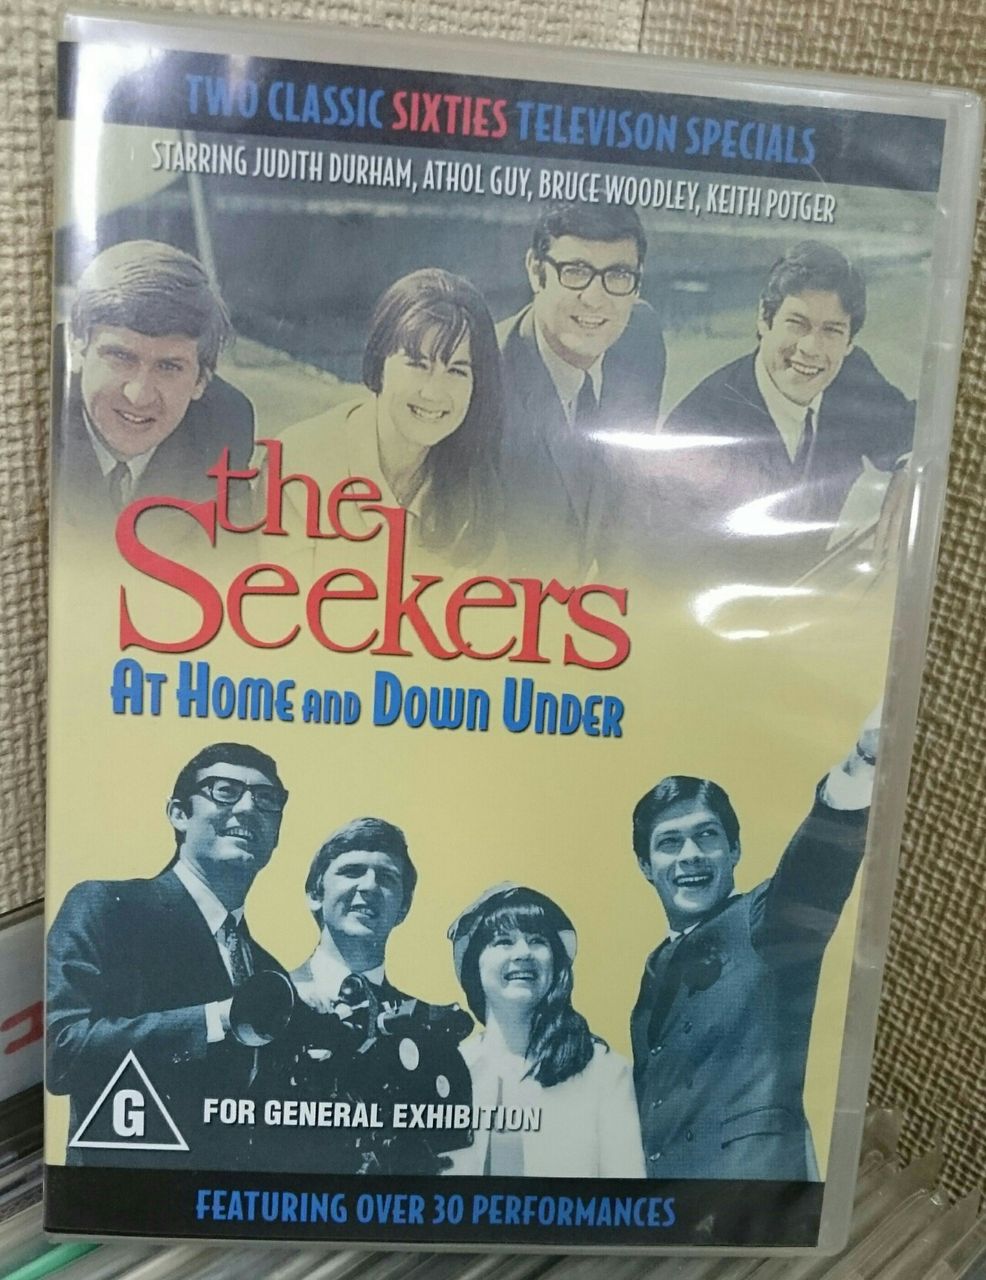 TWO CLASSIC SIXTIES TELEVISON SPECIALS
STARRING JUDITH DURHAM, ATHOL GUY, BRUCE WOODLEY, KEITH POTGER
the
Seekers
At Home and Down Under
G
FOR GENERAL EXHIBITION
FEATURING OVER 30 PERFORMANCES